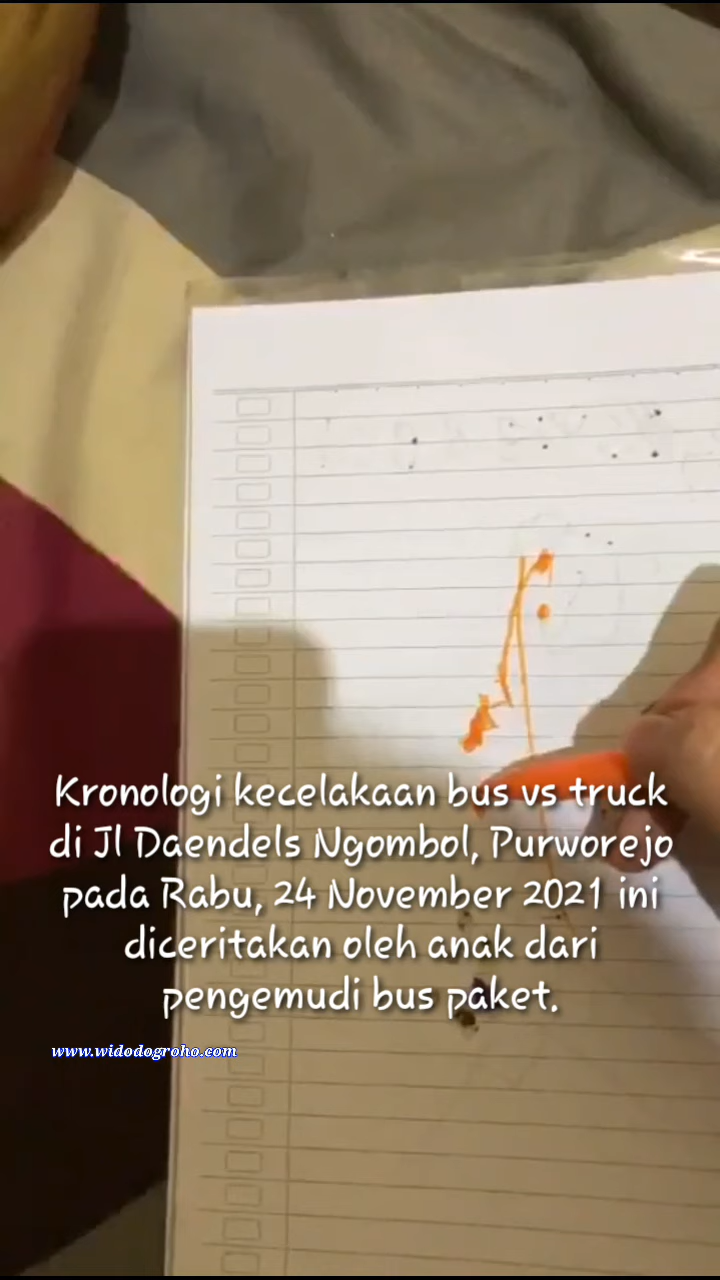 Kronologi kecelakaan bus vs truck
di Jl Daendels Ngombol, Purworejo
pada Rabu, 24 November 2021 ini
diceritakan oleh anak dari
pengemudi bus paket.
www.widodogroho.com